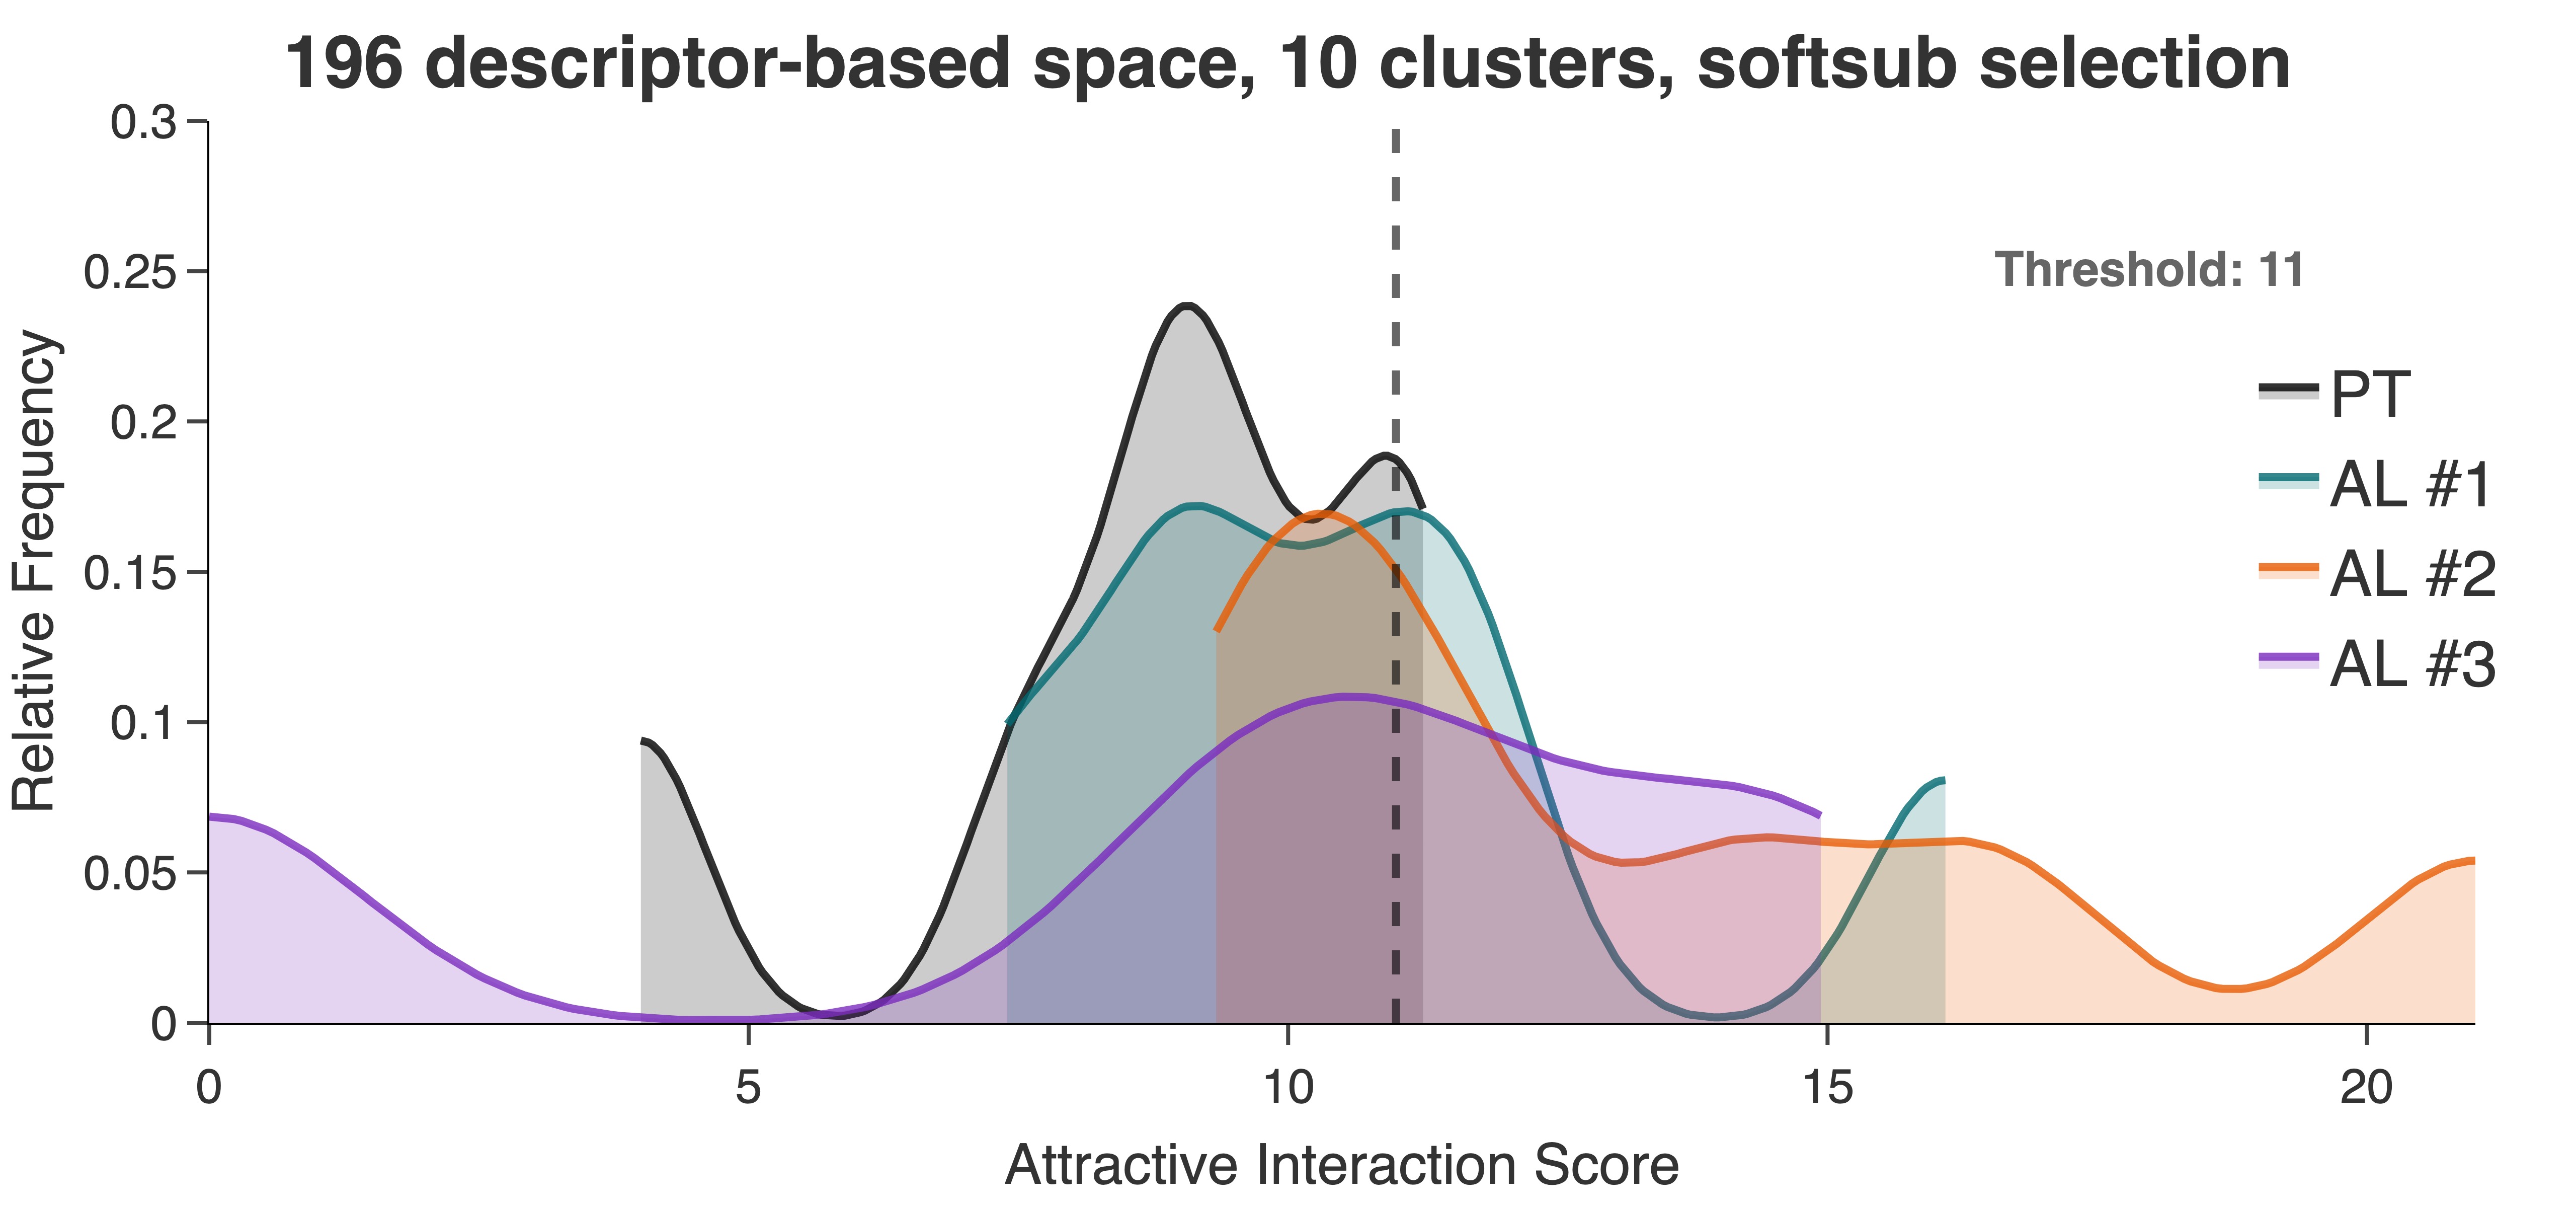 196 descriptor-based space, 10 clusters, softsub selection
0.3
0.25
0.2
0.15
0.1
0.05
0
Relative Frequency
Threshold: 11
PT
AL #1
AL #2
AL #3
0 5 10 15 20
Attractive Interaction Score